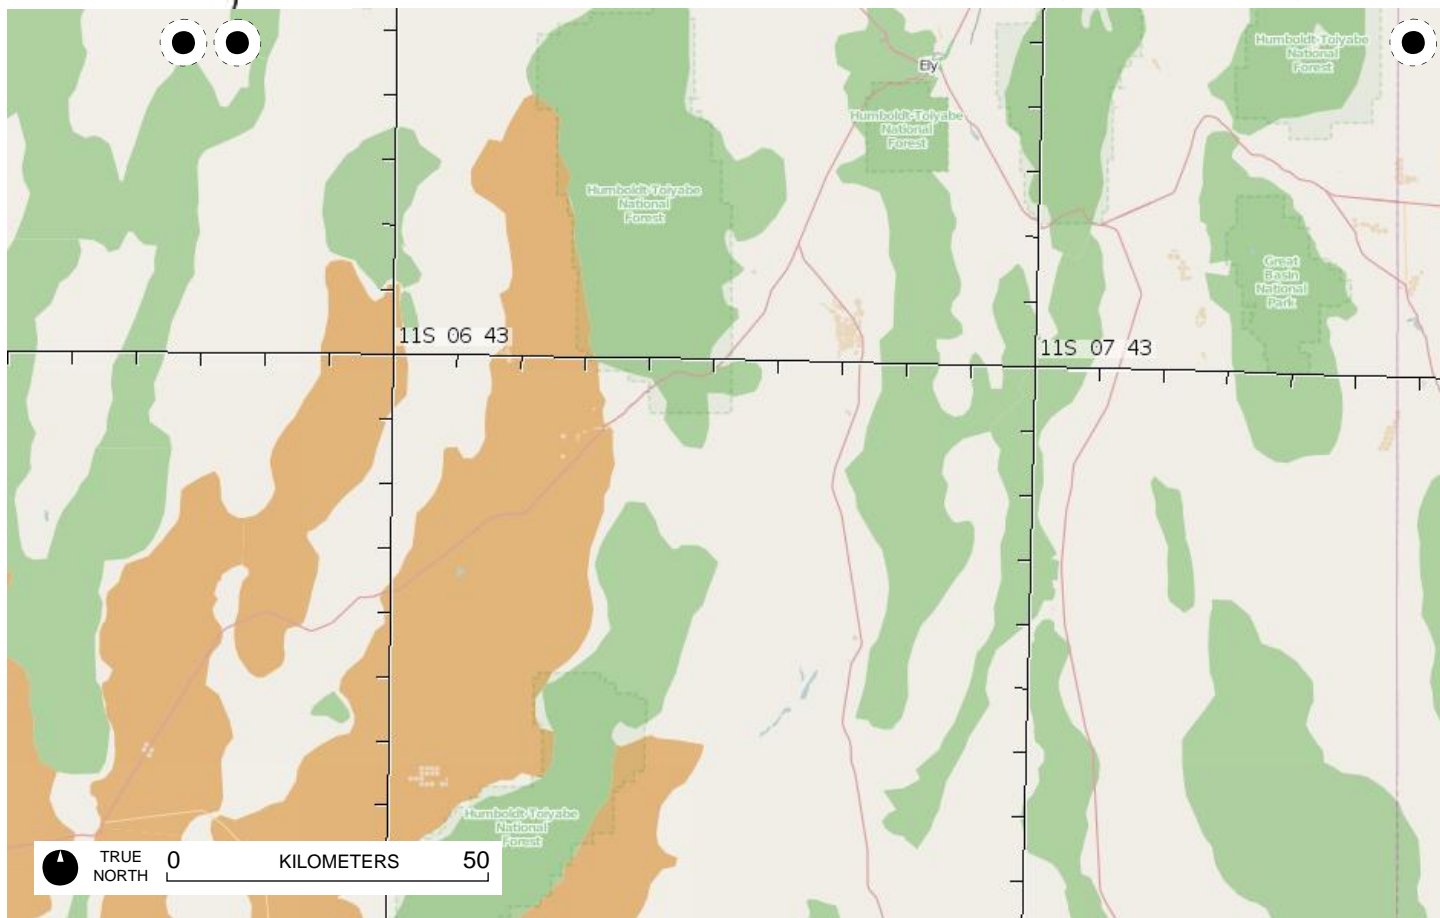 Humboldt-Toiyabe
National
Forest
Ely
Humboldt-Toiyabe
National
Forest
Humboldt-Toiyabe
National
Forest
Great
Basin
National
Park
11S 06 43
11S 07 43
Humboldt-Toiyabe
National
Forest
TRUE
NORTH
0 KILOMETERS 50